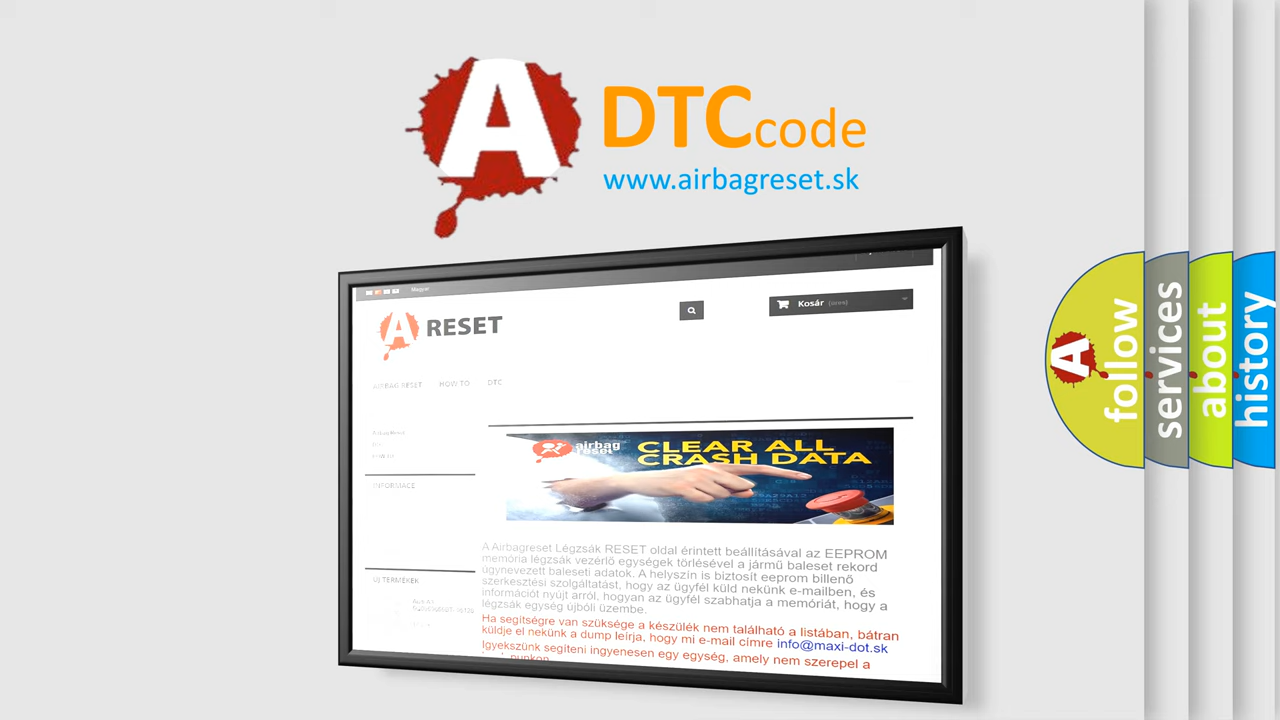 A
DTCcode
www.airbagreset.sk
Magyar
A RESET
Kosár (üres)
AIRBAG RESET HOW TO DTC
INFORMACE
airbag
reset
CLEAR ALL
CRASH DATA
A Airbagreset Légzsák RESET oldal érintett beállításával az EEPROM
memória légzsák vezérlő egységek törlésével a jármű baleset rekord
úgynevezett baleseti adatok. A helyszín is biztosít eeprom billenő
szerkesztési szolgáltatást, hogy az ügyfél küld nekünk e-mailben, és
információt nyújt arról, hogyan az ügyfél szabhatja a memóriát, hogy a
légzsák egység újbóli üzembe.
ÚJ TERMÉKEK
Ha segítségre van szüksége a készülék nem található a listában, bátran
küldje el nekünk a dump leírja, hogy mi e-mail címre info@maxi-dot.sk
Igyekszünk segíteni ingyenesen egy egység, amely nem szerepel a
A
follow
services
about
history